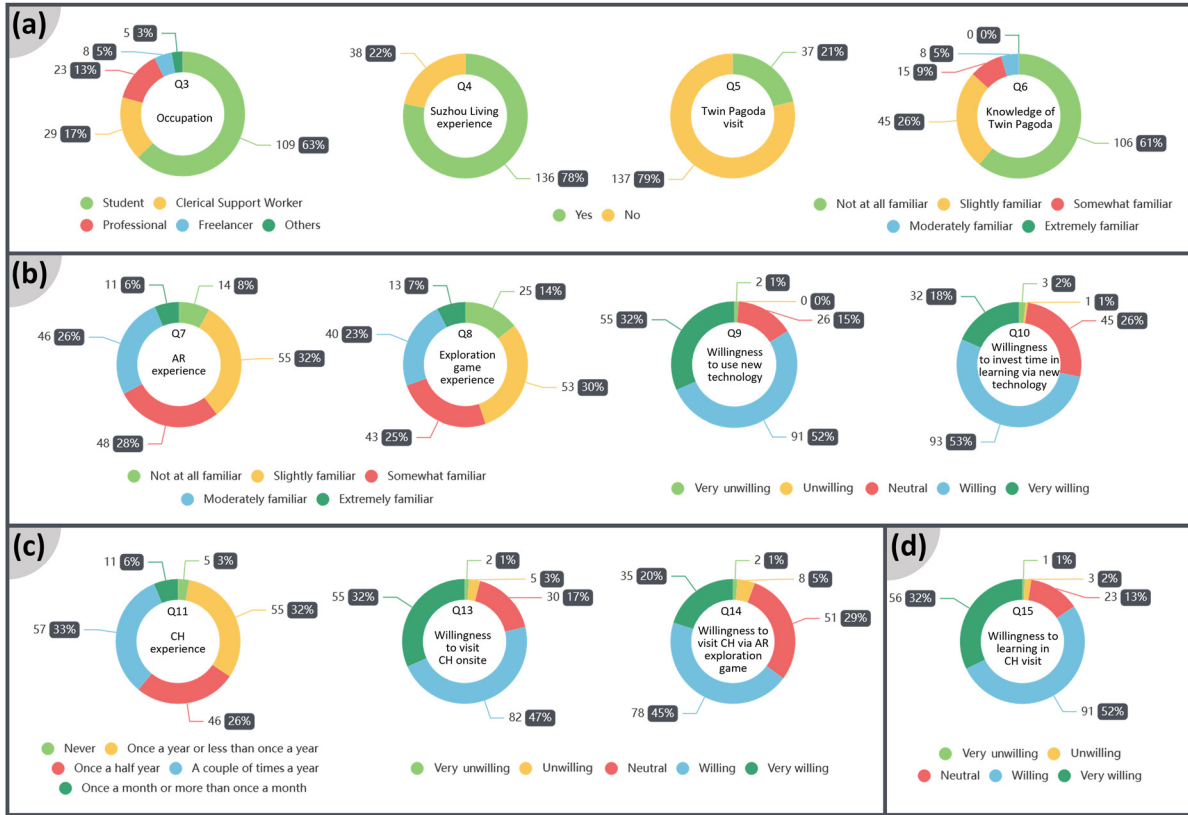 (a)
5 3%
8 5%
23 13%
29 17%
109 63%
Q3
Occupation
Student Clerical Support Worker
Professional Freelancer Others
38 22%
136 78%
Q4
Suzhou Living
experience
37 21%
137 79%
Q5
Twin Pagoda
visit
Yes No
0 0%
8 5%
15 9%
45 26%
106 61%
Q6
Knowledge of
Twin Pagoda
Not at all familiar Slightly familiar Somewhat familiar
Moderately familiar Extremely familiar
(b)
11 6%
14 8%
46 26%
55 32%
48 28%
Q7
AR
experience
13 7%
25 14%
40 23%
53 30%
43 25%
Q8
Exploration
game
experience
Not at all familiar Slightly familiar Somewhat familiar
Moderately familiar Extremely familiar
2 1%
0 0%
26 15%
55 32%
91 52%
Q9
Willingness
to use new
technology
3 2%
1 1%
45 26%
32 18%
93 53%
Q10
Willingness
to invest time in
learning via new
technology
Very unwilling Unwilling Neutral Willing Very willing
(c)
11 6%
5 3%
57 33%
55 32%
46 26%
Q11
CH
experience
Never Once a year or less than once a year
Once a half year A couple of times a year
Once a month or more than once a month
2 1%
5 3%
30 17%
55 32%
82 47%
Q13
Willingness
to visit
CH onsite
2 1%
8 5%
51 29%
35 20%
78 45%
Q14
Willingness to
visit CH via AR
exploration
game
Very unwilling Unwilling Neutral Willing Very willing
(d)
1 1%
3 2%
23 13%
56 32%
91 52%
Q15
Willingness to
learning in
CH visit
Very unwilling Unwilling
Neutral Willing Very willing